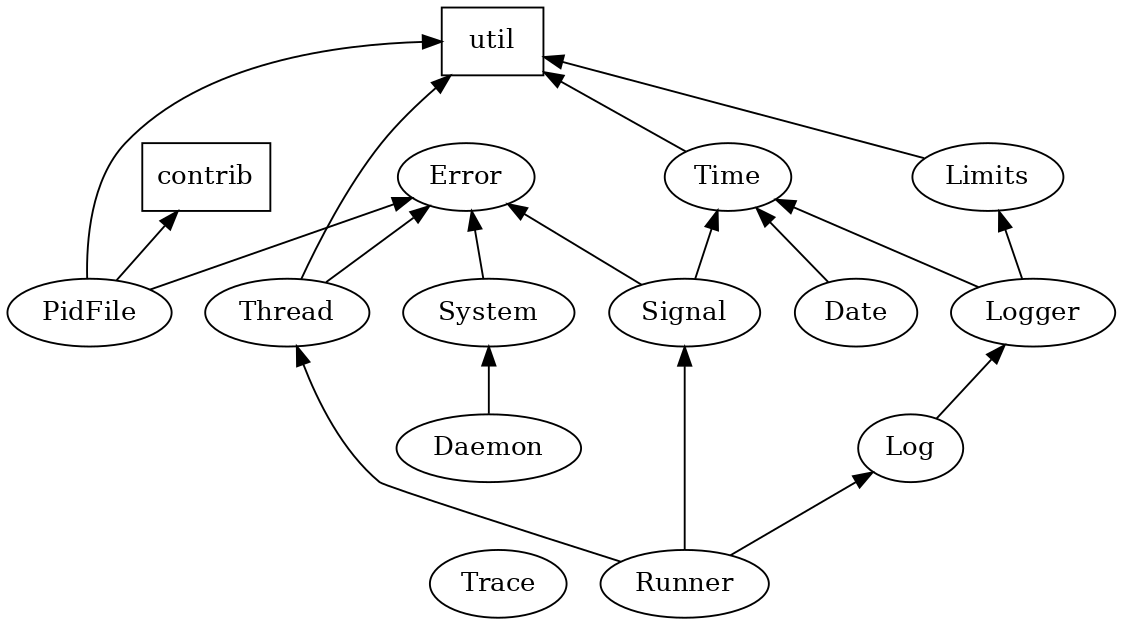 util
contrib
Error
Time
Limits
PidFile
Thread
System
Signal
Date
Logger
Daemon
Log
Trace
Runner